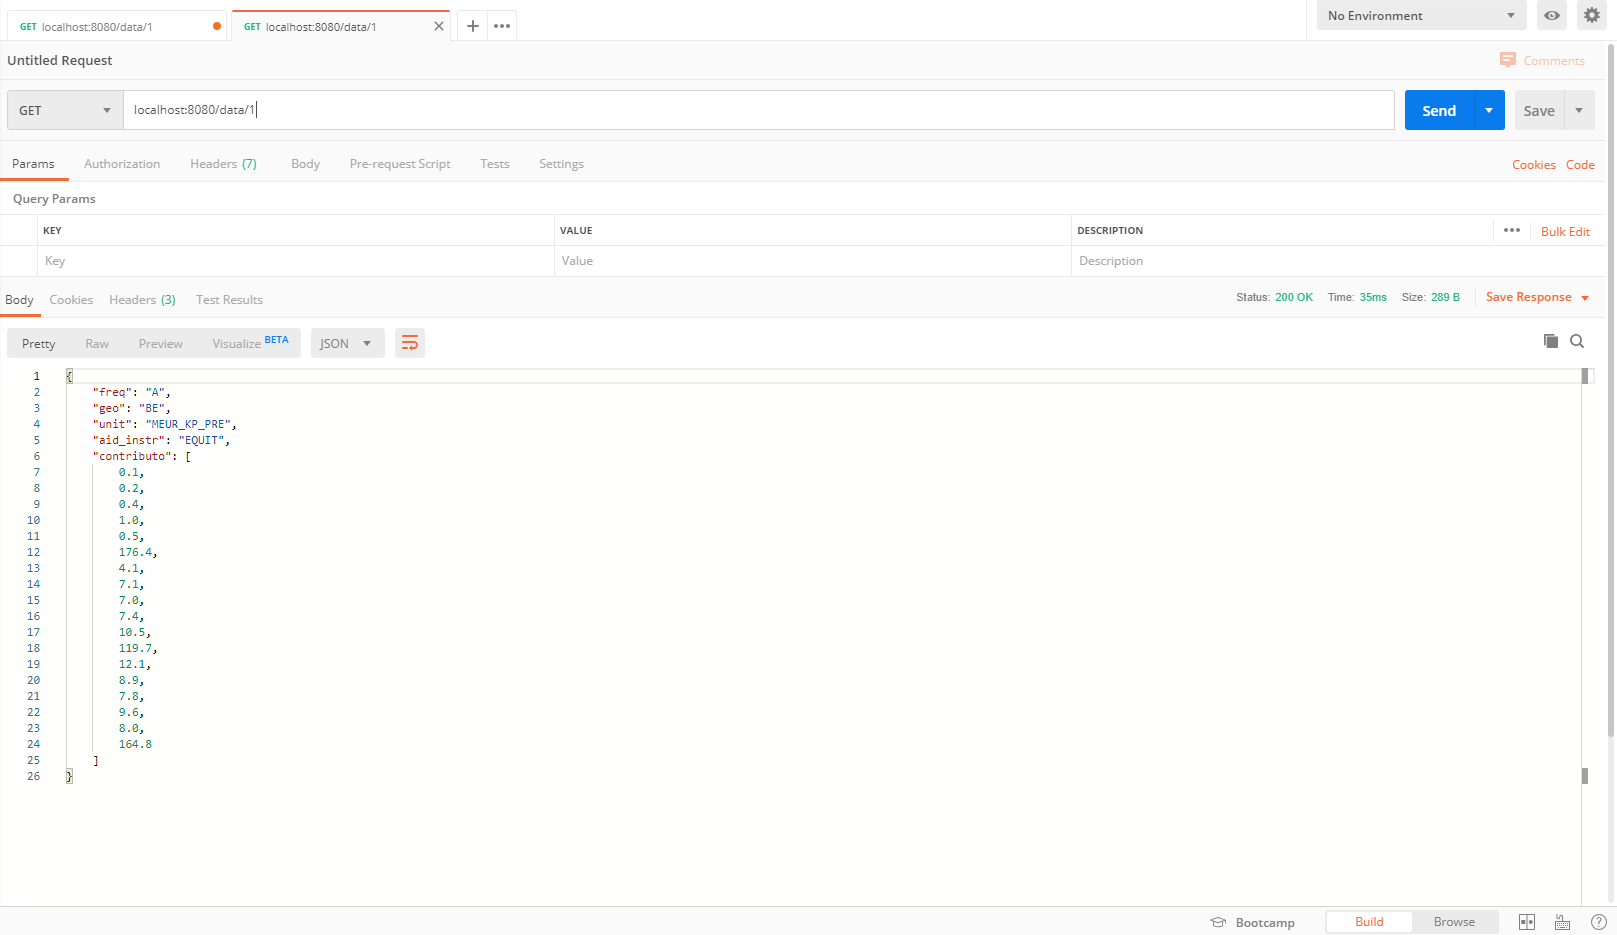 GET localhost:8080/data/1 GET localhost:8080/data/1 No Environment
Untitled Request Comments
GET localhost:8080/data/1 Send Save
Params Authorization Headers (7) Body Pre-request Script Tests Settings Cookies Code
Query Params
KEY VALUE DESCRIPTION Bulk Edit
Key Value Description
Body Cookies Headers (3) Test Results Status: 200 OK Time: 35ms Size: 289 B Save Response
Pretty Raw Preview Visualize BETA JSON
1 {
2 "freq": "A",
3 "geo": "BE",
4 "unit": "MEUR_KP_PRE",
5 "aid_instr": "EQUIT",
6 "contributo": [
7 0.1,
8 0.2,
9 0.4,
10 1.0,
11 0.5,
12 176.4,
13 4.1,
14 7.1,
15 7.0,
16 7.4,
17 10.5,
18 119.7,
19 12.1,
20 8.9,
21 7.8,
22 9.6,
23 8.0,
24 164.8
25 ]
26 }
Bootcamp Build Browse